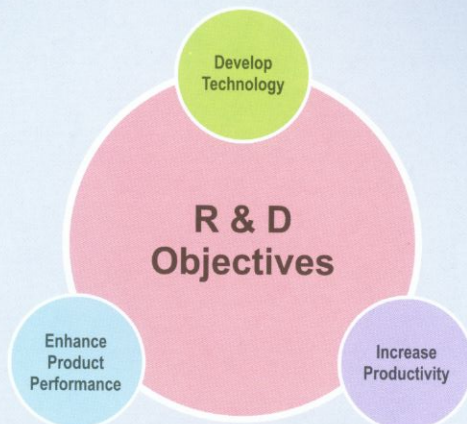 Develop
Technology
R & D
Objectives
Enhance
Product
Performance
Increase
Productivity